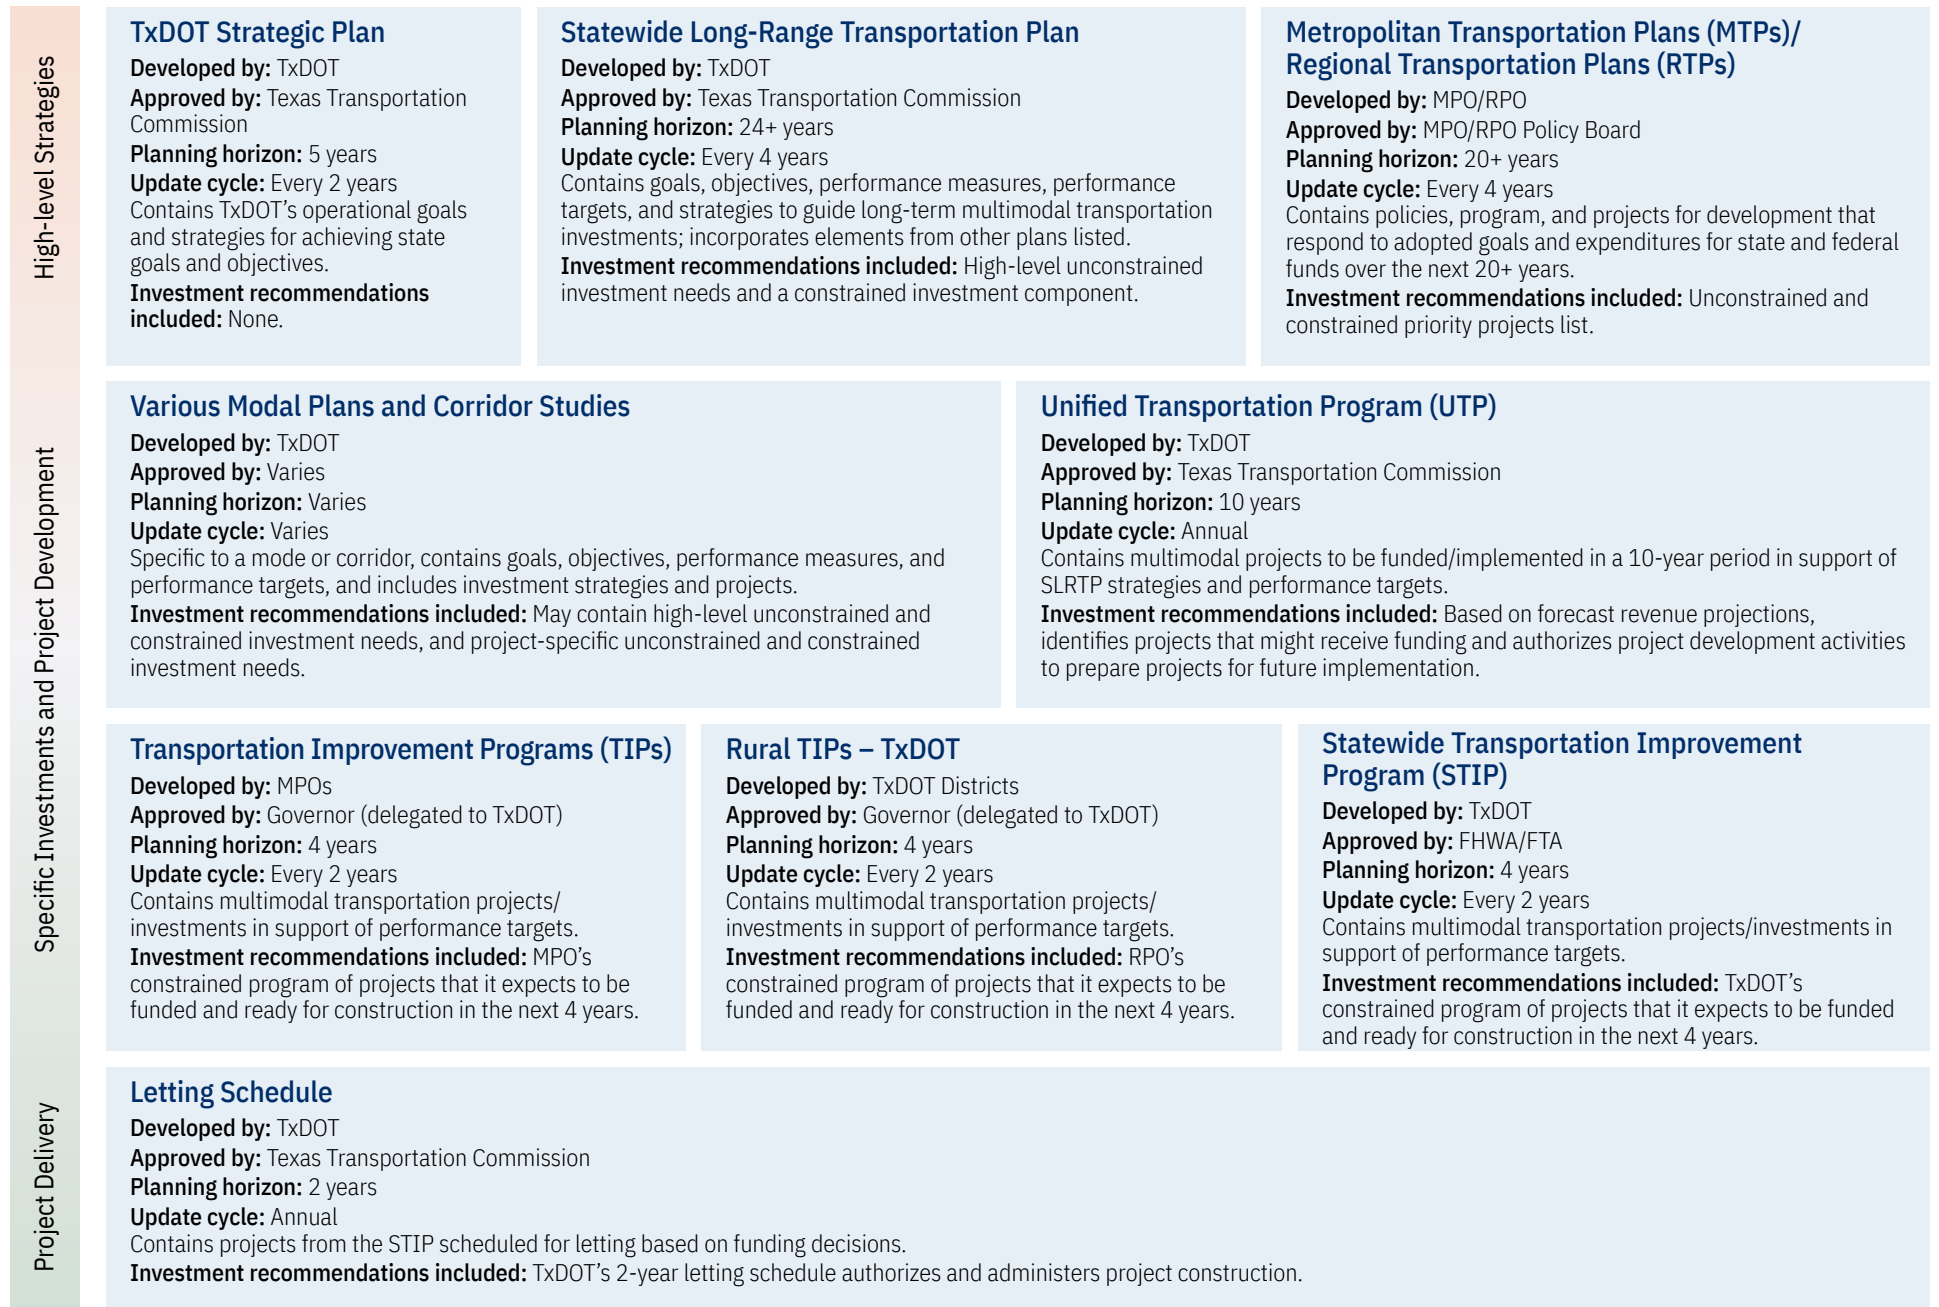 High-level Strategies
TxDOT Strategic Plan
Developed by: TxDOT
Approved by: Texas Transportation
Commission
Planning horizon: 5 years
Update cycle: Every 2 years
Contains TxDOT’s operational goals
and strategies for achieving state
goals and objectives.
Investment recommendations
included: None.
Statewide Long-Range Transportation Plan
Developed by: TxDOT
Approved by: Texas Transportation Commission
Planning horizon: 24+ years
Update cycle: Every 4 years
Contains goals, objectives, performance measures, performance
targets, and strategies to guide long-term multimodal transportation
investments; incorporates elements from other plans listed.
Investment recommendations included: High-level unconstrained
investment needs and a constrained investment component.
Metropolitan Transportation Plans (MTPs)/
Regional Transportation Plans (RTPs)
Developed by: MPO/RPO
Approved by: MPO/RPO Policy Board
Planning horizon: 20+ years
Update cycle: Every 4 years
Contains policies, program, and projects for development that
respond to adopted goals and expenditures for state and federal
funds over the next 20+ years.
Investment recommendations included: Unconstrained and
constrained priority projects list.
Specific Investments and Project Development
Various Modal Plans and Corridor Studies
Developed by: TxDOT
Approved by: Varies
Planning horizon: Varies
Update cycle: Varies
Specific to a mode or corridor, contains goals, objectives, performance measures, and
performance targets, and includes investment strategies and projects.
Investment recommendations included: May contain high-level unconstrained and
constrained investment needs, and project-specific unconstrained and constrained
investment needs.
Unified Transportation Program (UTP)
Developed by: TxDOT
Approved by: Texas Transportation Commission
Planning horizon: 10 years
Update cycle: Annual
Contains multimodal projects to be funded/implemented in a 10-year period in support of
SLRTP strategies and performance targets.
Investment recommendations included: Based on forecast revenue projections,
identifies projects that might receive funding and authorizes project development activities
to prepare projects for future implementation.
Transportation Improvement Programs (TIPs)
Developed by: MPOs
Approved by: Governor (delegated to TxDOT)
Planning horizon: 4 years
Update cycle: Every 2 years
Contains multimodal transportation projects/
investments in support of performance targets.
Investment recommendations included: MPO’s
constrained program of projects that it expects to be
funded and ready for construction in the next 4 years.
Rural TIPs – TxDOT
Developed by: TxDOT Districts
Approved by: Governor (delegated to TxDOT)
Planning horizon: 4 years
Update cycle: Every 2 years
Contains multimodal transportation projects/
investments in support of performance targets.
Investment recommendations included: RPO’s
constrained program of projects that it expects to be
funded and ready for construction in the next 4 years.
Statewide Transportation Improvement
Program (STIP)
Developed by: TxDOT
Approved by: FHWA/FTA
Planning horizon: 4 years
Update cycle: Every 2 years
Contains multimodal transportation projects/investments in
support of performance targets.
Investment recommendations included: TxDOT’s
constrained program of projects that it expects to be funded
and ready for construction in the next 4 years.
Project Delivery
Letting Schedule
Developed by: TxDOT
Approved by: Texas Transportation Commission
Planning horizon: 2 years
Update cycle: Annual
Contains projects from the STIP scheduled for letting based on funding decisions.
Investment recommendations included: TxDOT’s 2-year letting schedule authorizes and administers project construction.